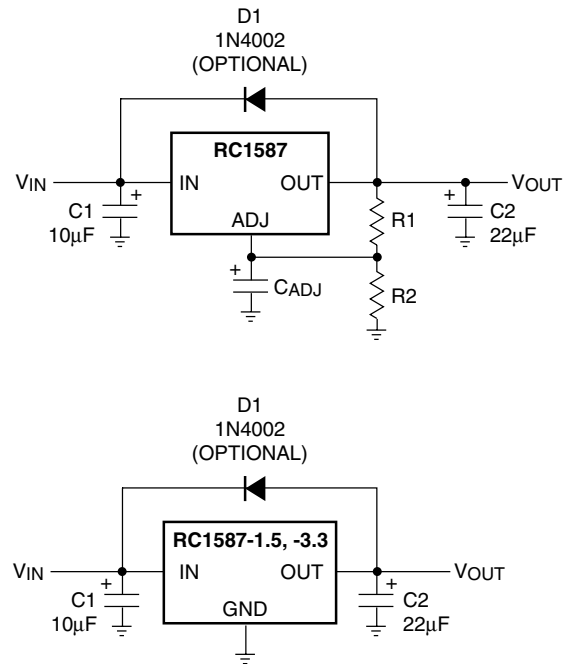 D1
1N4002
(OPTIONAL)
RC1587
VIN
IN
OUT
VOUT
+
C1
10μF
ADJ
R1
+
C2
22μF
+
CADJ
R2
D1
1N4002
(OPTIONAL)
RC1587-1.5, -3.3
VIN
IN
OUT
VOUT
+
C1
10μF
GND
+
C2
22μF